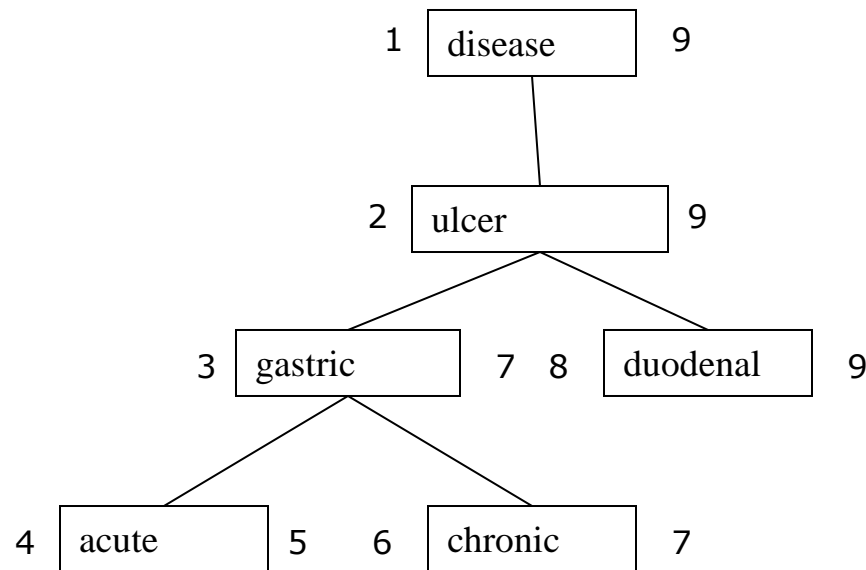 1 disease 9
2 ulcer 9
3 gastric 7 8 duodenal 9
4 acute 5 6 chronic 7